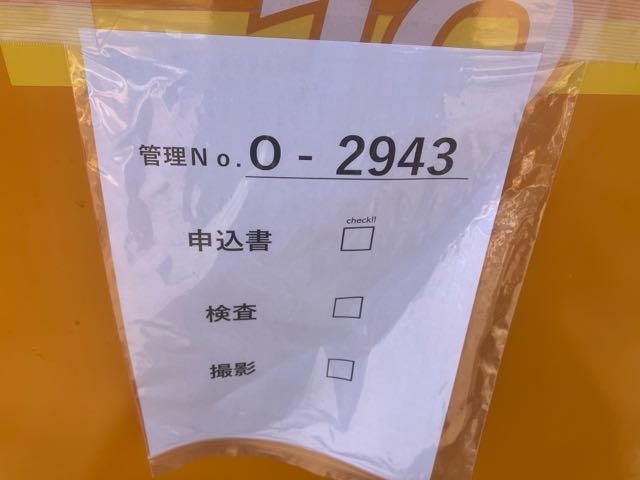 管理No.O - 2943
check!!
申込書 □
検査 □
撮影 □